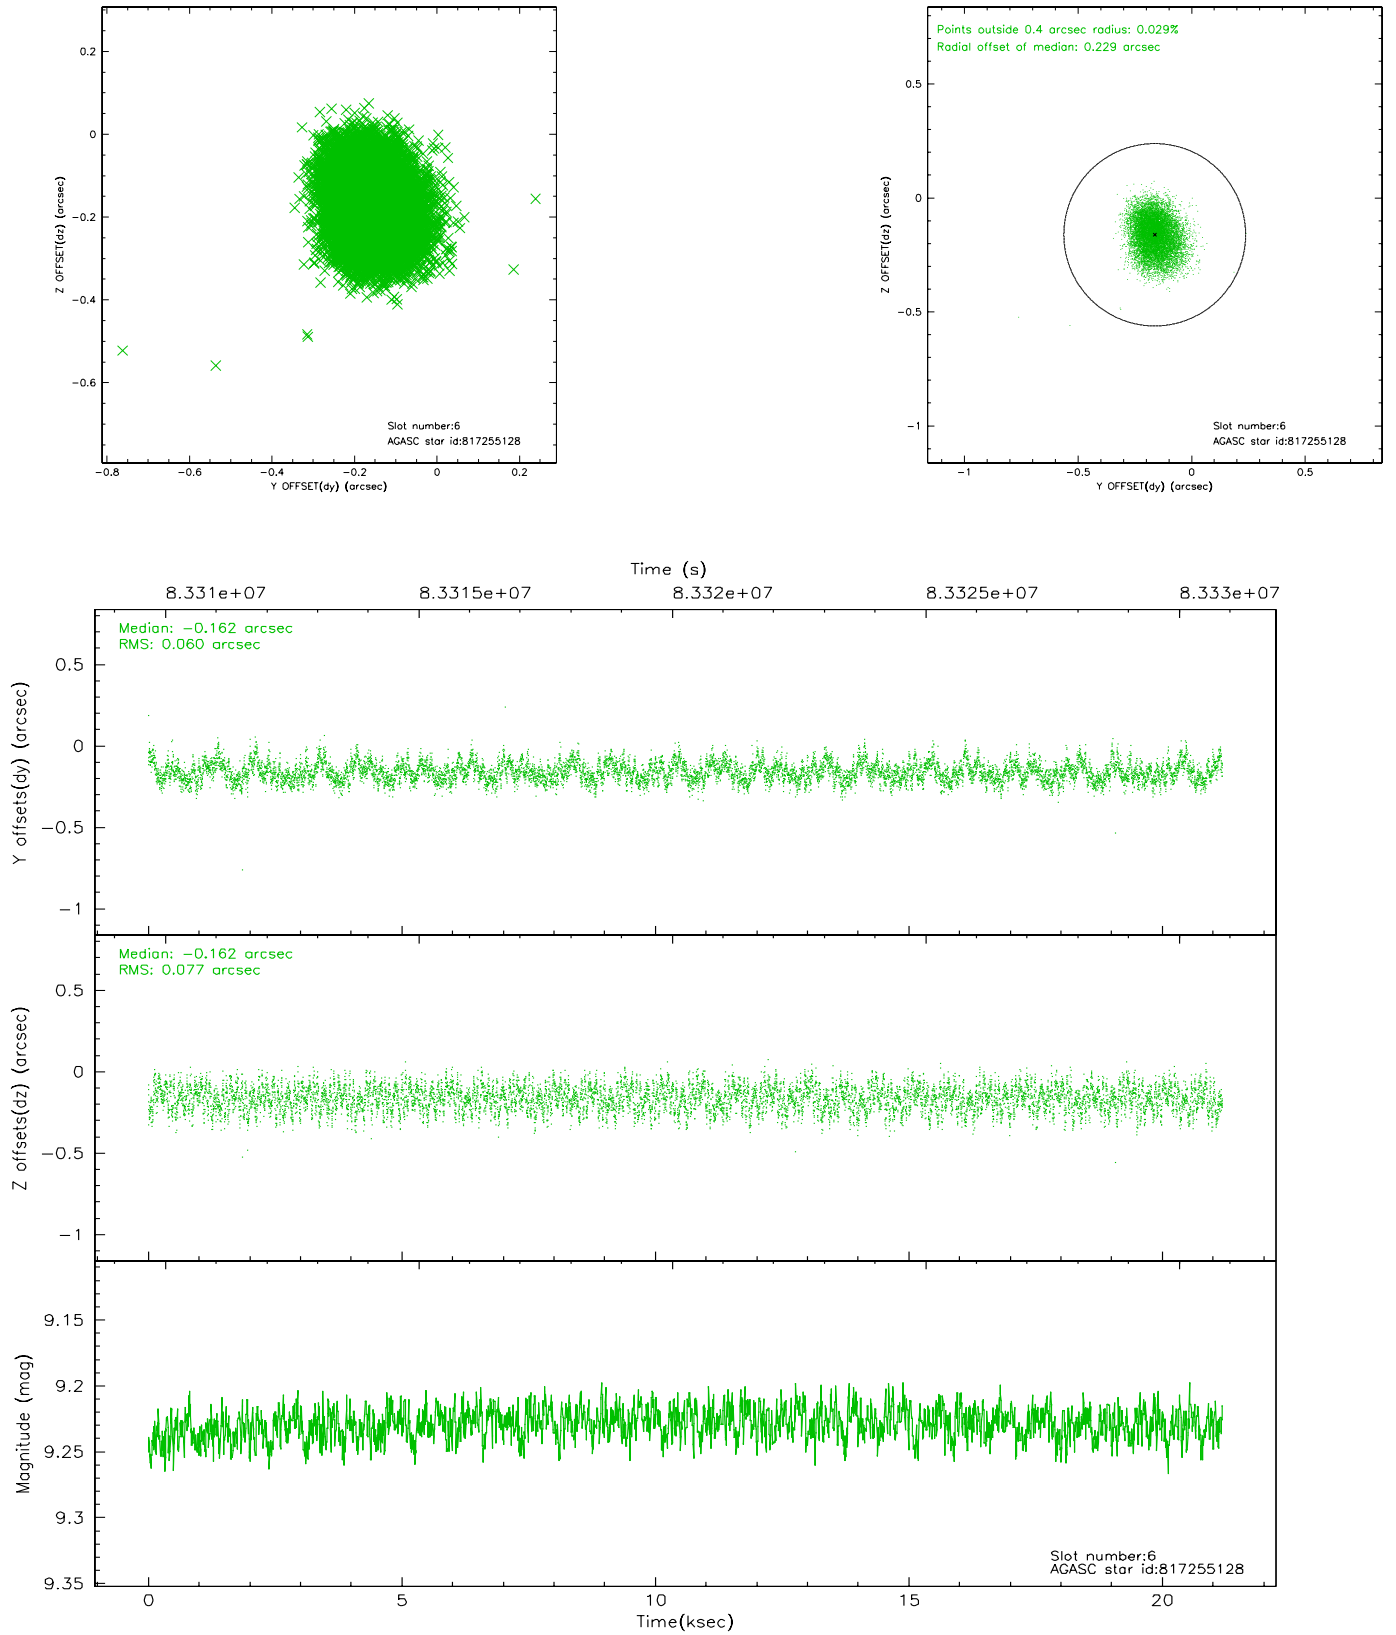 0.2
0
−0.2
−0.4
−0.6
Z OFFSET(dz) (arcsec)
Slot number:6
AGASC star id:817255128
−0.8
−0.6
−0.4
−0.2
0
0.2
Y OFFSET(dy) (arcsec)
Points outside 0.4 arcsec radius: 0.029%
Radial offset of median: 0.229 arcsec
0.5
0
−0.5
−1
Z OFFSET(dz) (arcsec)
Slot number:6
AGASC star id:817255128
−1
−0.5
0
0.5
Y OFFSET(dy) (arcsec)
Time (s)
8.331e+07
8.3315e+07
8.332e+07
8.3325e+07
8.333e+07
Median: −0.162 arcsec
RMS: 0.060 arcsec
0.5
0
−0.5
−1
Y offsets(dy) (arcsec)
Median: −0.162 arcsec
RMS: 0.077 arcsec
0.5
0
−0.5
−1
Z offsets(dz) (arcsec)
9.15
9.2
9.25
9.3
9.35
Magnitude (mag)
Slot number:6
AGASC star id:817255128
0
5
10
15
20
Time(ksec)